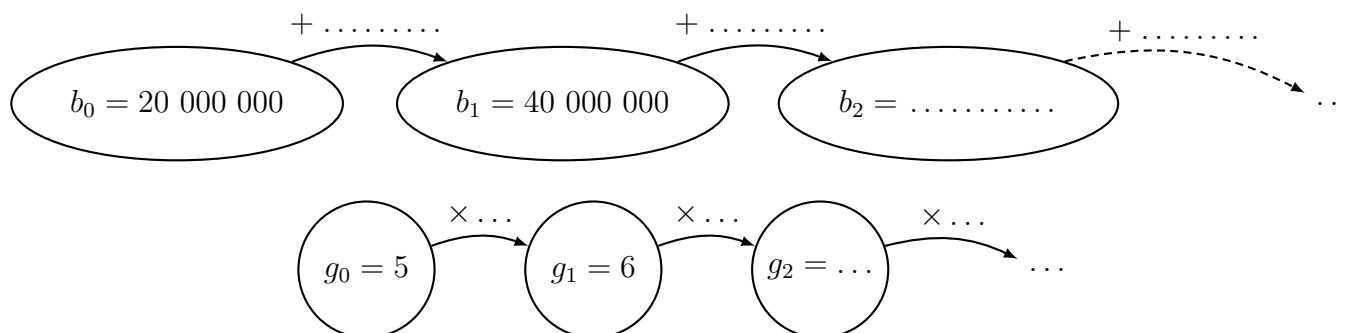 + ......... + ......... + .........
b₀ = 20 000 000 b₁ = 40 000 000 b₂ = ........... ..
× ... × ... × ...
g₀ = 5 g₁ = 6 g₂ = ... ...